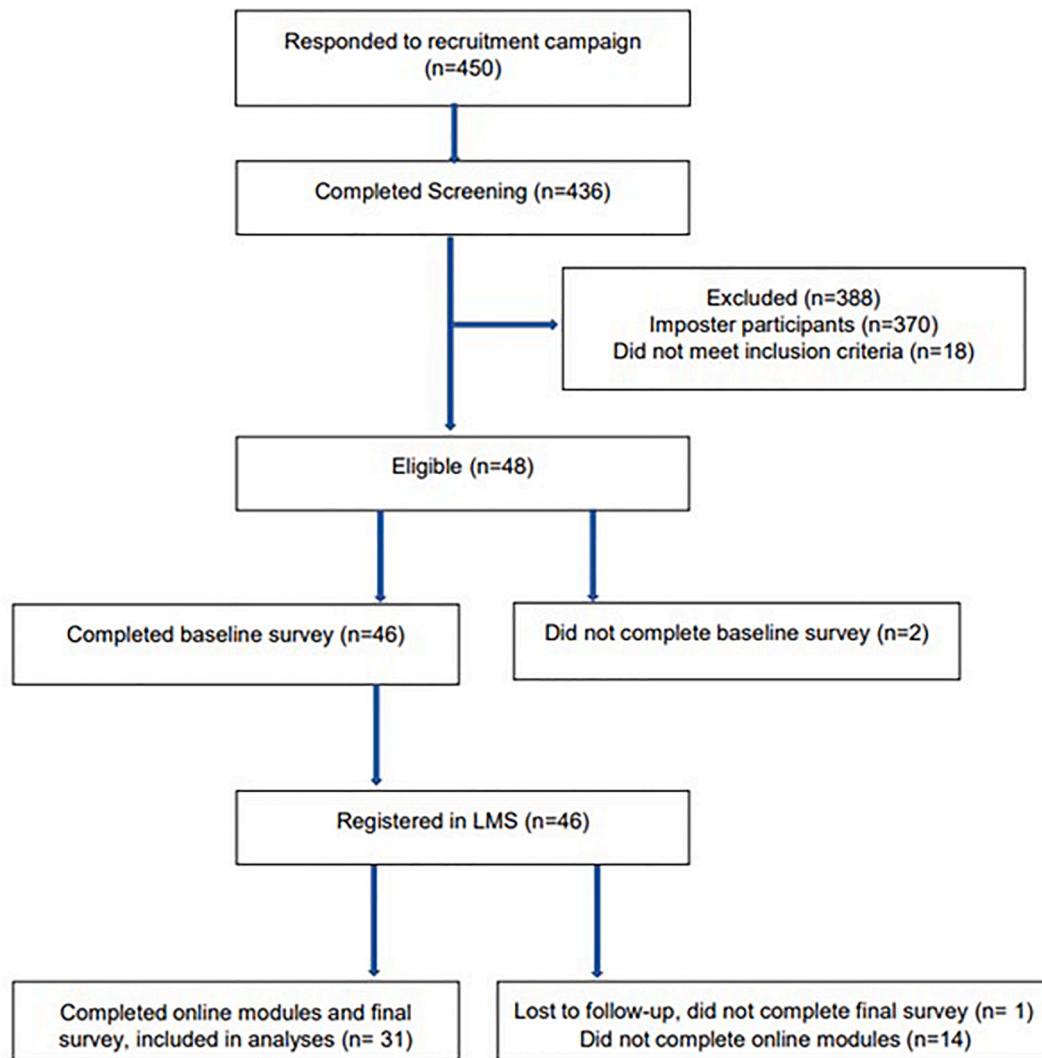 Responded to recruitment campaign
(n=450)
Completed Screening (n=436)
Excluded (n=388)
Imposter participants (n=370)
Did not meet inclusion criteria (n=18)
Eligible (n=48)
Completed baseline survey (n=46)
Did not complete baseline survey (n=2)
Registered in LMS (n=46)
Completed online modules and final
survey, included in analyses (n= 31)
Lost to follow-up, did not complete final survey (n= 1)
Did not complete online modules (n=14)